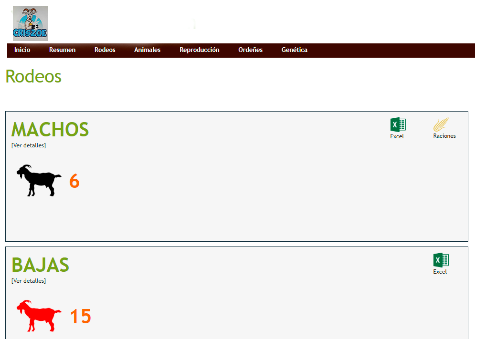 Inicio Resumen Rodeos Animales Reproducción Ordeñes Genética
Rodeos
MACHOS
[Ver detalles]
Excel Raciones
6
BAJAS
[Ver detalles]
Excel
15